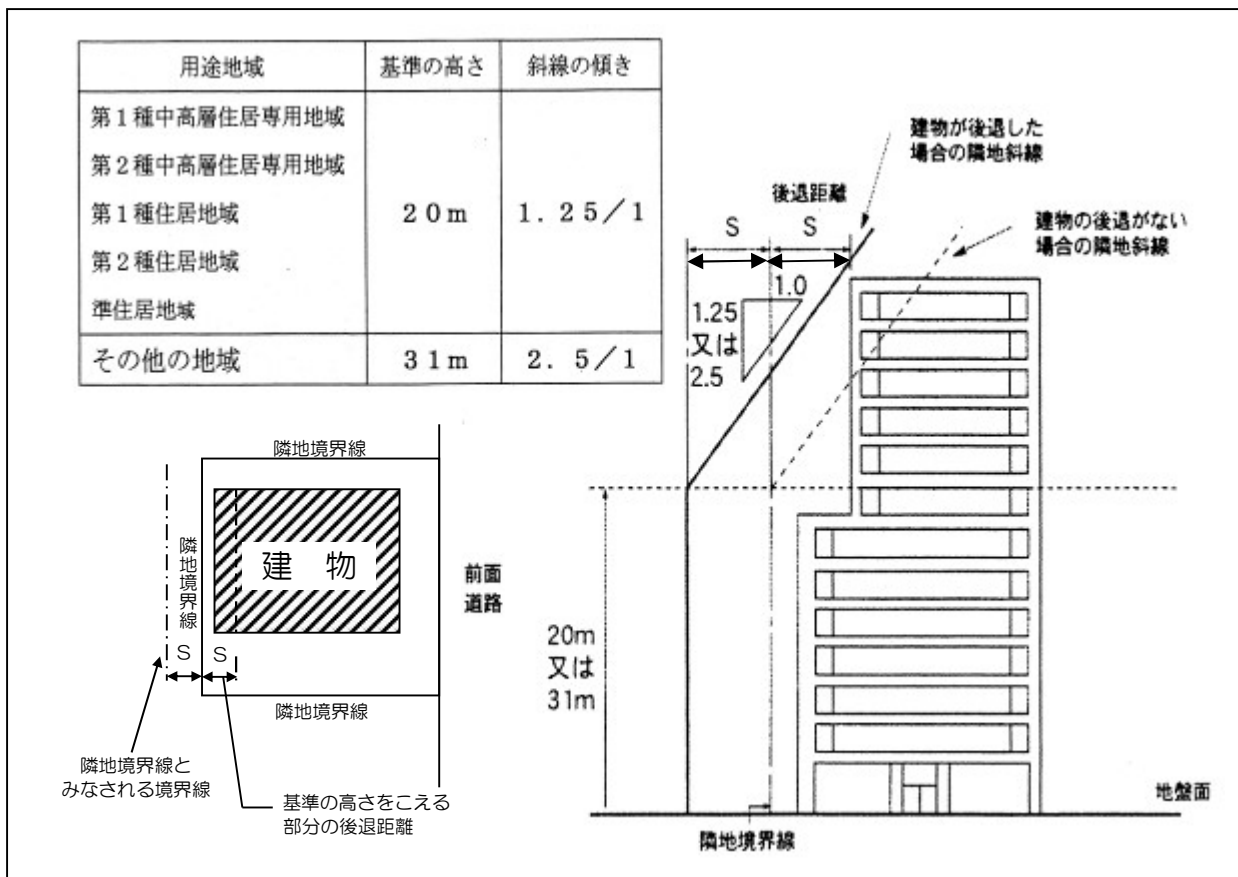 用途地域 基準の高さ 斜線の傾き
第1種中高層住居専用地域
第2種中高層住居専用地域
第1種住居地域 20m 1.25/1
第2種住居地域
準住居地域
その他の地域 31m 2.5/1
建物が後退した
場合の隣地斜線
後退距離
S S
建物の後退がない
場合の隣地斜線
1.0
1.25
又は
2.5
20m
又は
31m
地盤面
隣地境界線
隣地境界線
隣地境界線
建 物
前面
道路
S S
隣地境界線
隣地境界線と
みなされる境界線
基準の高さをこえる
部分の後退距離